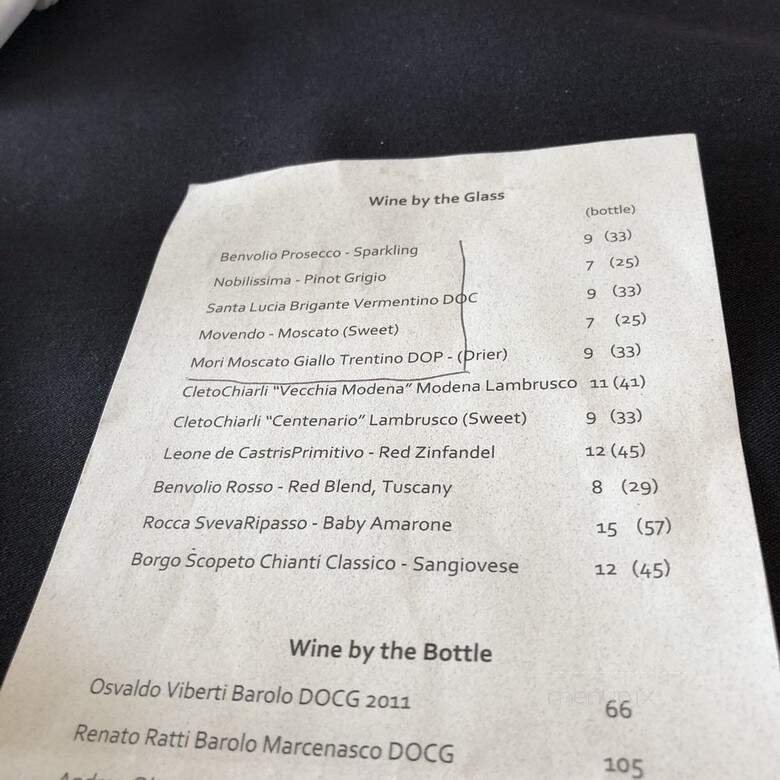 Wine by the Glass
(bottle)
Benvolio Prosecco - Sparkling 9 (33)
Nobilissima - Pinot Grigio 7 (25)
Santa Lucia Brigante Vermentino DOC 9 (33)
Movendo - Moscato (Sweet) 7 (25)
Mori Moscato Giallo Trentino DOP - (Drier) 9 (33)
CletoChiarli "Vecchia Modena" Modena Lambrusco 11 (41)
CletoChiarli "Centenario" Lambrusco (Sweet) 9 (33)
Leone de CastrisPrimitivo - Red Zinfandel 12 (45)
Benvolio Rosso - Red Blend, Tuscany 8 (29)
Rocca SvevaRipasso - Baby Amarone 15 (57)
Borgo Scopeto Chianti Classico - Sangiovese 12 (45)
Wine by the Bottle
Osvaldo Viberti Barolo DOCG 2011 66
Renato Ratti Barolo Marcenasco DOCG 105